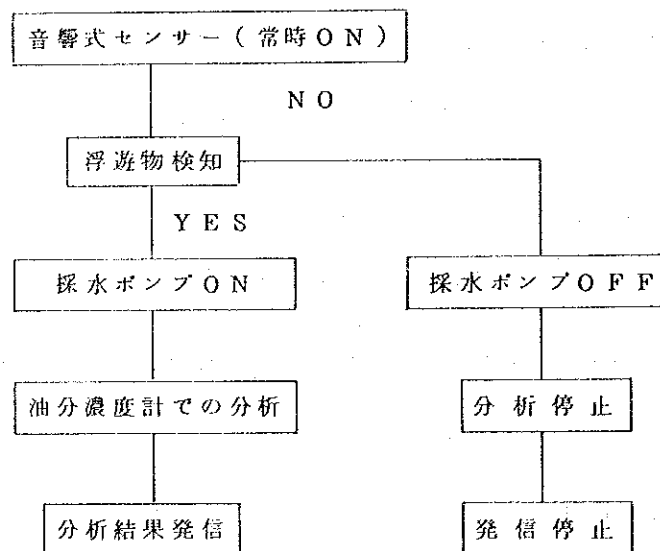 音響式センサー(常時ON)
NO
浮遊物検知
YES
採水ポンプON
採水ポンプOFF
油分濃度計での分析
分析停止
分析結果発信
発信停止